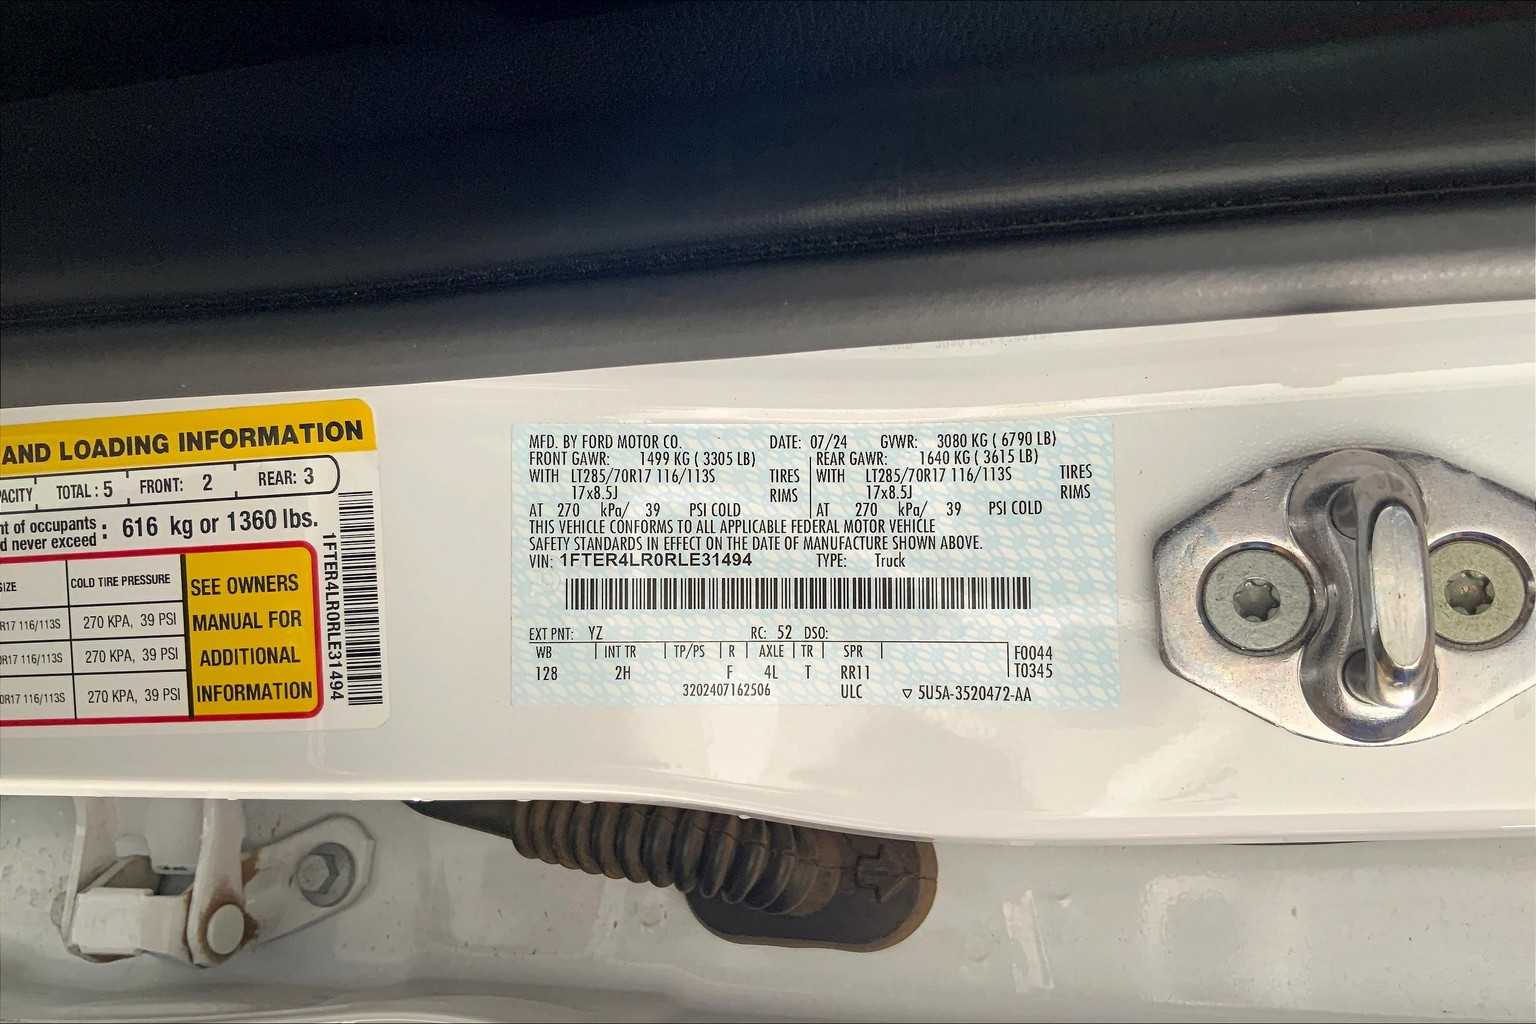 AND LOADING INFORMATION
TOTAL : 5 FRONT: 2 REAR: 3
of occupants : 616 kg or 1360 lbs.
never exceed :
SIZE COLD TIRE PRESSURE SEE OWNERS
R17 116/113S 270 KPA, 39 PSI MANUAL FOR
0R17 116/113S 270 KPA, 39 PSI ADDITIONAL
0R17 116/113S 270 KPA, 39 PSI INFORMATION
1FTER4LR0RLE31494
MFD. BY FORD MOTOR CO. DATE: 07/24 GVWR: 3080 KG ( 6790 LB)
FRONT GAWR: 1499 KG ( 3305 LB) REAR GAWR: 1640 KG ( 3615 LB)
WITH LT285/70R17 116/113S TIRES WITH LT285/70R17 116/113S TIRES
17x8.5J RIMS 17x8.5J RIMS
AT 270 kPa/ 39 PSI COLD AT 270 kPa/ 39 PSI COLD
THIS VEHICLE CONFORMS TO ALL APPLICABLE FEDERAL MOTOR VEHICLE
SAFETY STANDARDS IN EFFECT ON THE DATE OF MANUFACTURE SHOWN ABOVE.
VIN: 1FTER4LR0RLE31494 TYPE: Truck
EXT PNT: YZ RC: 52 DSO:
WB INT TR TP/PS R AXLE TR SPR F0044
128 2H F 4L T RR11 T0345
3202407162506 ULC ▽ 5U5A-3520472-AA